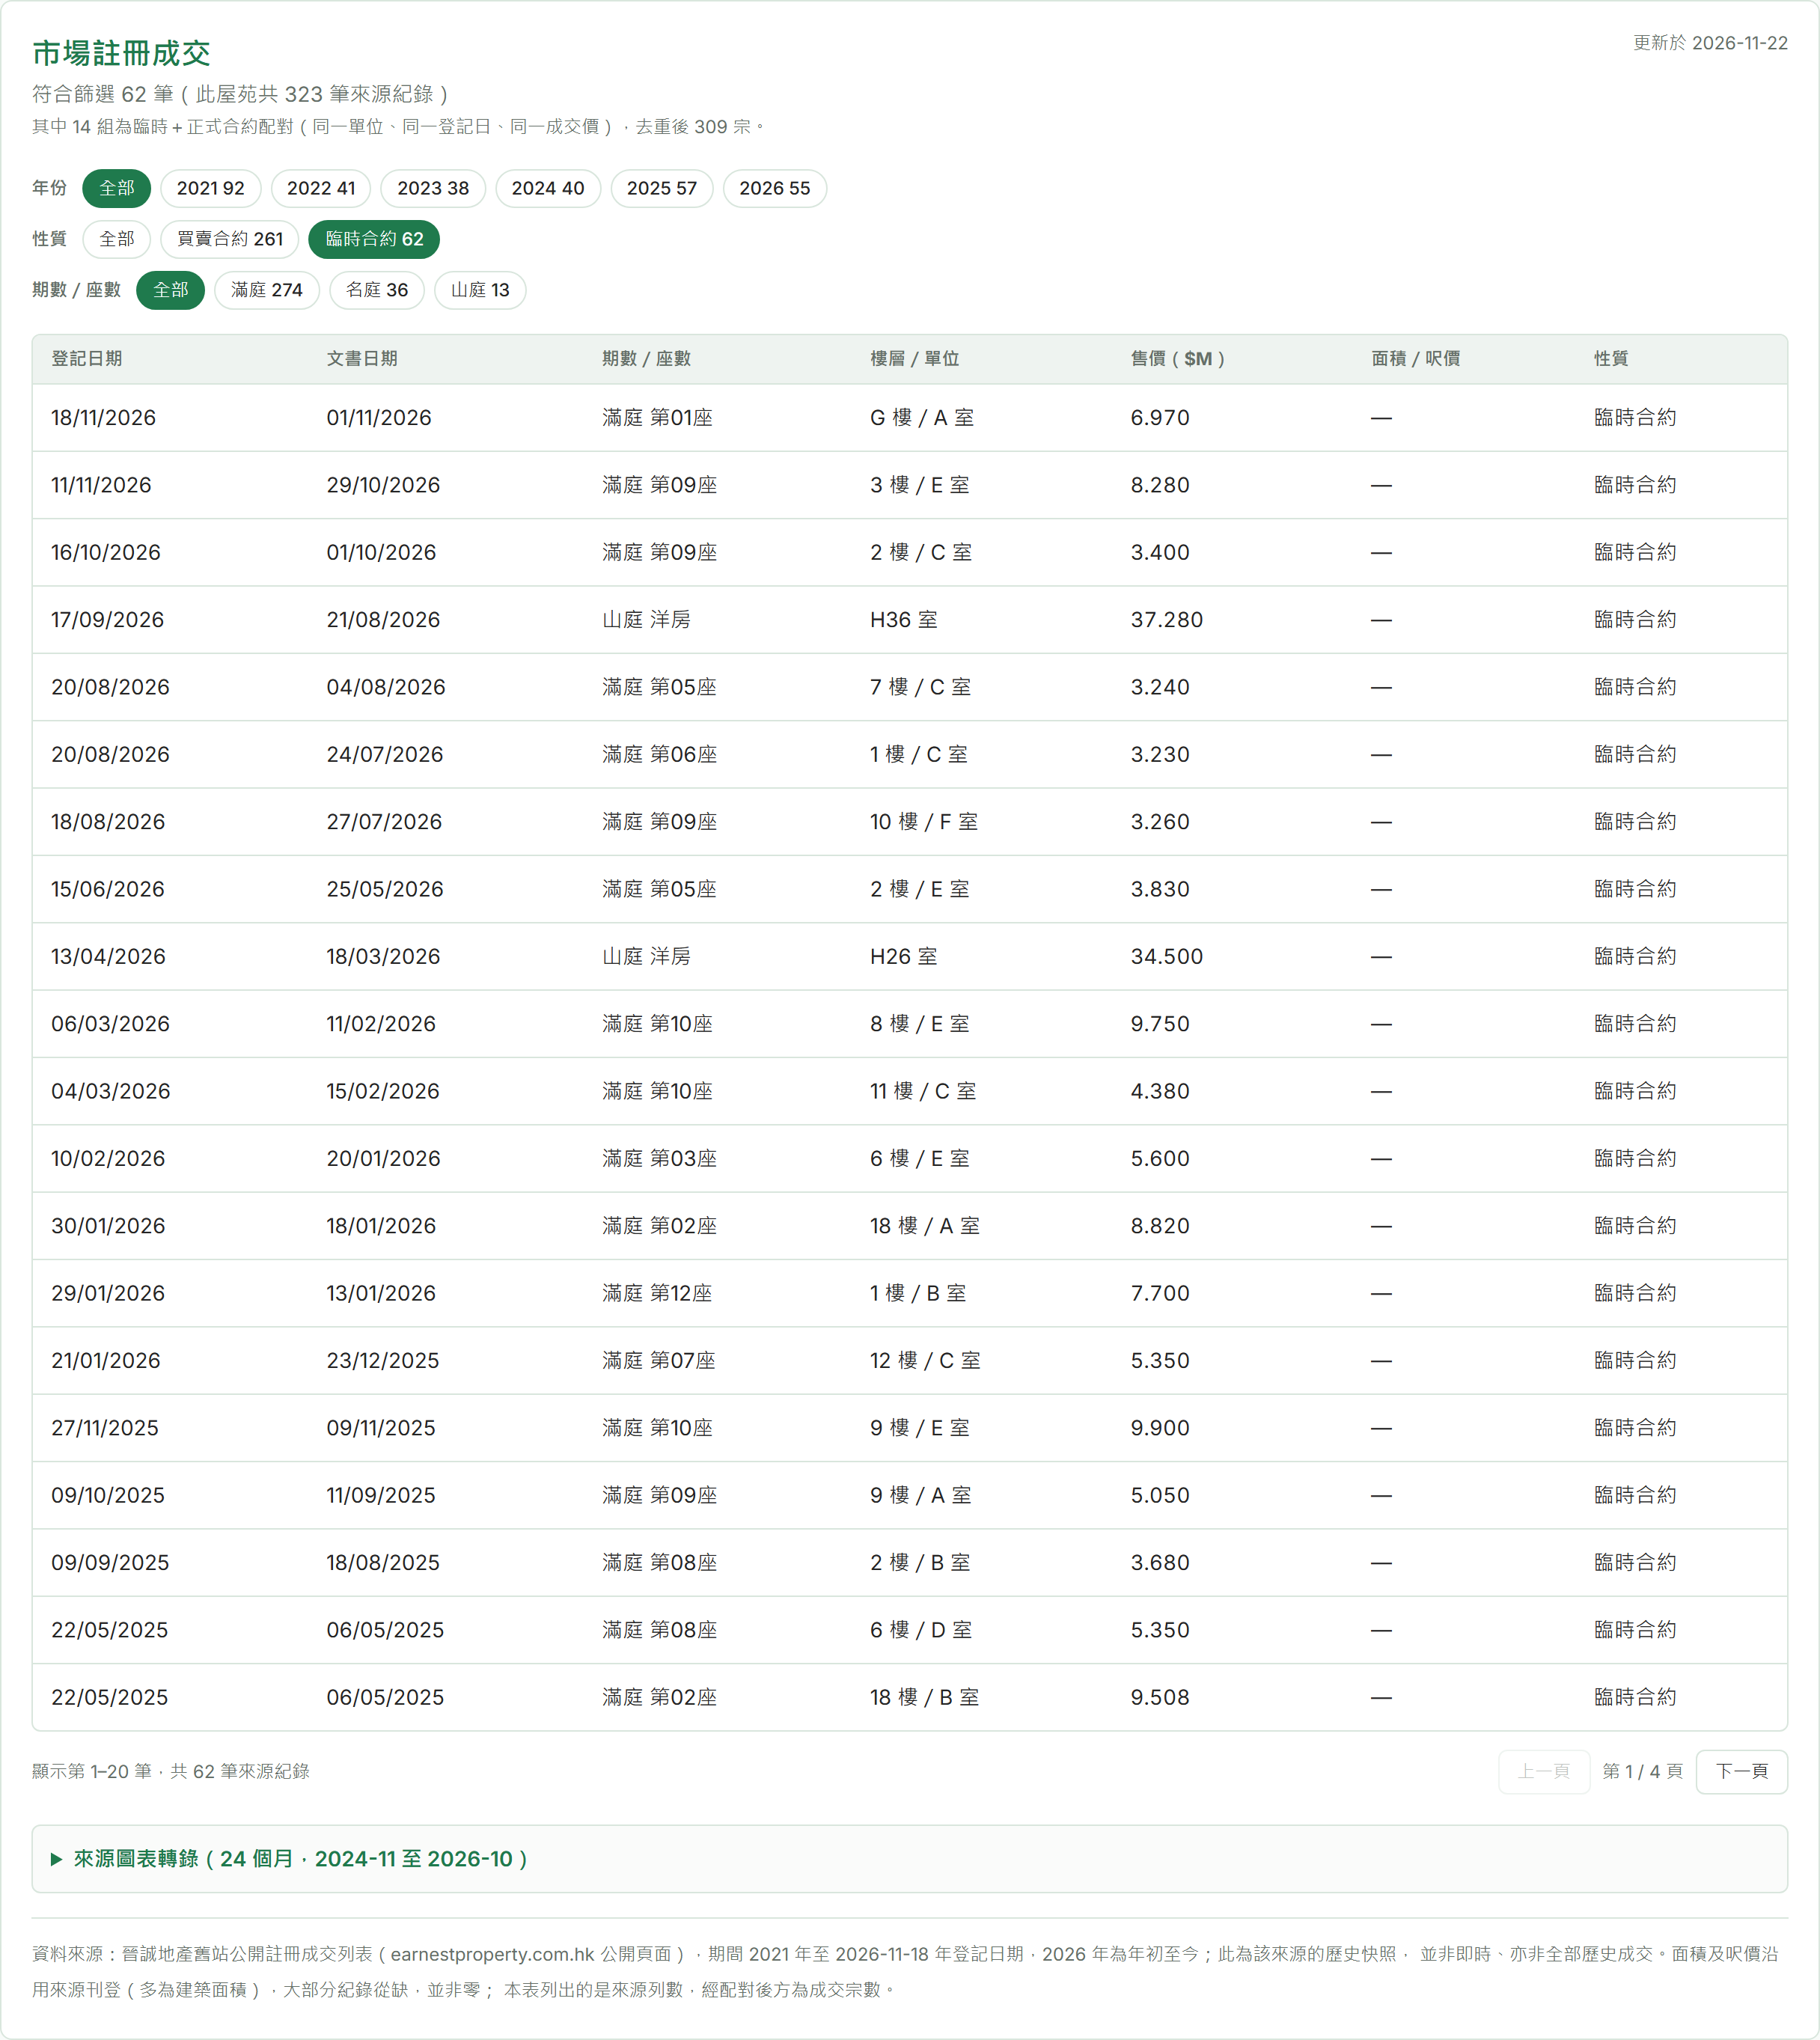 市場註冊成交
更新於 2026-11-22
符合篩選 62 筆（此屋苑共 323 筆來源紀錄）
其中 14 組為臨時＋正式合約配對（同一單位、同一登記日、同一成交價），去重後 309 宗。
年份 全部 2021 92 2022 41 2023 38 2024 40 2025 57 2026 55
性質 全部 買賣合約 261 臨時合約 62
期數 / 座數 全部 滿庭 274 名庭 36 山庭 13
登記日期 文書日期 期數 / 座數 樓層 / 單位 售價（$M） 面積 / 呎價 性質
18/11/2026 01/11/2026 滿庭 第01座 G 樓 / A 室 6.970 — 臨時合約
11/11/2026 29/10/2026 滿庭 第09座 3 樓 / E 室 8.280 — 臨時合約
16/10/2026 01/10/2026 滿庭 第09座 2 樓 / C 室 3.400 — 臨時合約
17/09/2026 21/08/2026 山庭 洋房 H36 室 37.280 — 臨時合約
20/08/2026 04/08/2026 滿庭 第05座 7 樓 / C 室 3.240 — 臨時合約
20/08/2026 24/07/2026 滿庭 第06座 1 樓 / C 室 3.230 — 臨時合約
18/08/2026 27/07/2026 滿庭 第09座 10 樓 / F 室 3.260 — 臨時合約
15/06/2026 25/05/2026 滿庭 第05座 2 樓 / E 室 3.830 — 臨時合約
13/04/2026 18/03/2026 山庭 洋房 H26 室 34.500 — 臨時合約
06/03/2026 11/02/2026 滿庭 第10座 8 樓 / E 室 9.750 — 臨時合約
04/03/2026 15/02/2026 滿庭 第10座 11 樓 / C 室 4.380 — 臨時合約
10/02/2026 20/01/2026 滿庭 第03座 6 樓 / E 室 5.600 — 臨時合約
30/01/2026 18/01/2026 滿庭 第02座 18 樓 / A 室 8.820 — 臨時合約
29/01/2026 13/01/2026 滿庭 第12座 1 樓 / B 室 7.700 — 臨時合約
21/01/2026 23/12/2025 滿庭 第07座 12 樓 / C 室 5.350 — 臨時合約
27/11/2025 09/11/2025 滿庭 第10座 9 樓 / E 室 9.900 — 臨時合約
09/10/2025 11/09/2025 滿庭 第09座 9 樓 / A 室 5.050 — 臨時合約
09/09/2025 18/08/2025 滿庭 第08座 2 樓 / B 室 3.680 — 臨時合約
22/05/2025 06/05/2025 滿庭 第08座 6 樓 / D 室 5.350 — 臨時合約
22/05/2025 06/05/2025 滿庭 第02座 18 樓 / B 室 9.508 — 臨時合約
顯示第 1–20 筆，共 62 筆來源紀錄
上一頁 第 1 / 4 頁 下一頁
▶ 來源圖表轉錄（24 個月 · 2024-11 至 2026-10）
資料來源：晉誠地產舊站公開註冊成交列表（earnestproperty.com.hk 公開頁面），期間 2021 年至 2026-11-18 年登記日期，2026 年為年初至今；此為該來源的歷史快照， 並非即時、亦非全部歷史成交。面積及呎價沿
用來源刊登（多為建築面積），大部分紀錄從缺，並非零； 本表列出的是來源列數，經配對後方為成交宗數。